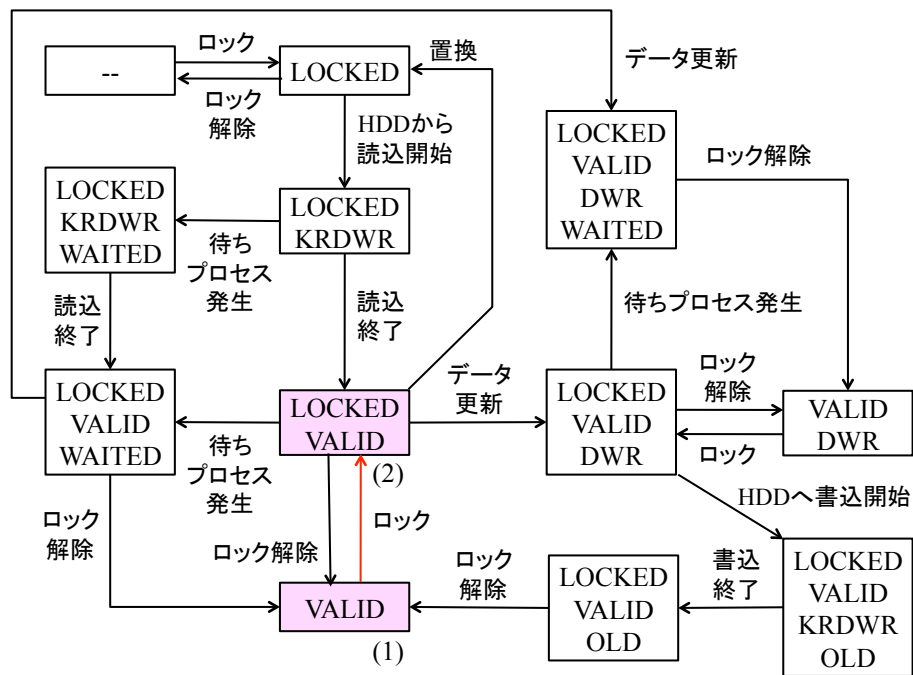 ロック
--
ロック
解除
LOCKED
置換
データ更新
HDDから
読込開始
LOCKED
VALID
DWR
WAITED
ロック解除
LOCKED
KRDWR
WAITED
待ち
プロセス
発生
LOCKED
KRDWR
読込
終了
読込
終了
待ちプロセス発生
LOCKED
VALID
WAITED
待ち
プロセス
発生
LOCKED
VALID
(2)
データ
更新
LOCKED
VALID
DWR
ロック
解除
ロック
VALID
DWR
HDDへ書込開始
ロック
解除
ロック解除
ロック
VALID
(1)
ロック
解除
LOCKED
VALID
OLD
書込
終了
LOCKED
VALID
KRDWR
OLD